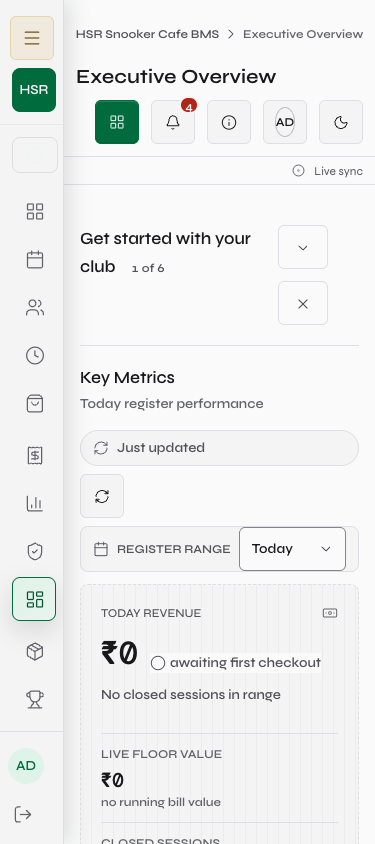 HSR Snooker Cafe BMS > Executive Overview
HSR
Executive Overview
4
AD
Live sync
Get started with your
club 1 of 6
Key Metrics
Today register performance
Just updated
REGISTER RANGE Today
TODAY REVENUE
₹0 awaiting first checkout
No closed sessions in range
LIVE FLOOR VALUE
₹0
no running bill value
CLOSED SESSIONS
AD